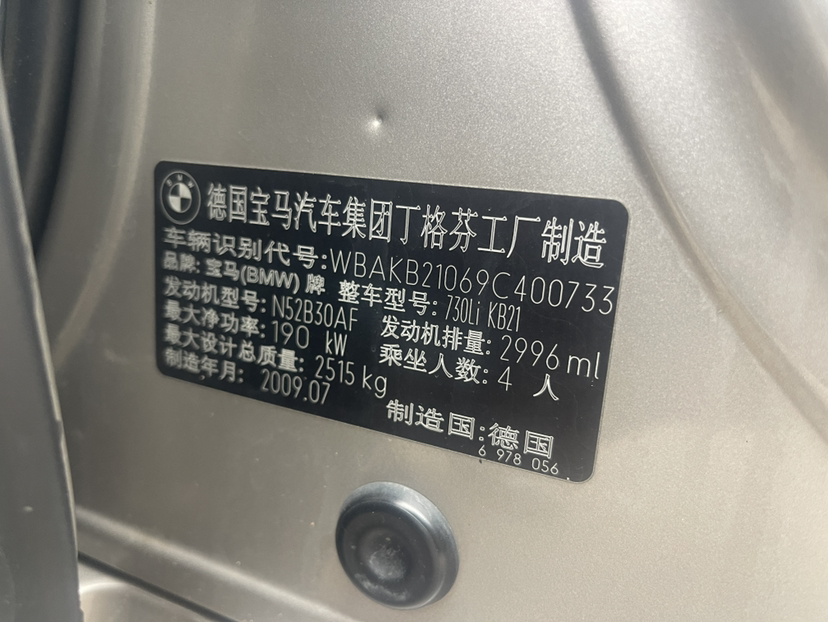 BMW
德国宝马汽车集团丁格芬工厂制造
车辆识别代号:WBAKB21069C400733
品牌:宝马(BMW)牌 整车型号:730Li KB21
发动机型号:N52B30AF 发动机排量:2996ml
最大净功率:190 kW 乘坐人数:4 人
最大设计总质量:2515kg
制造年月:2009.07 制造国:德国
6 978 056